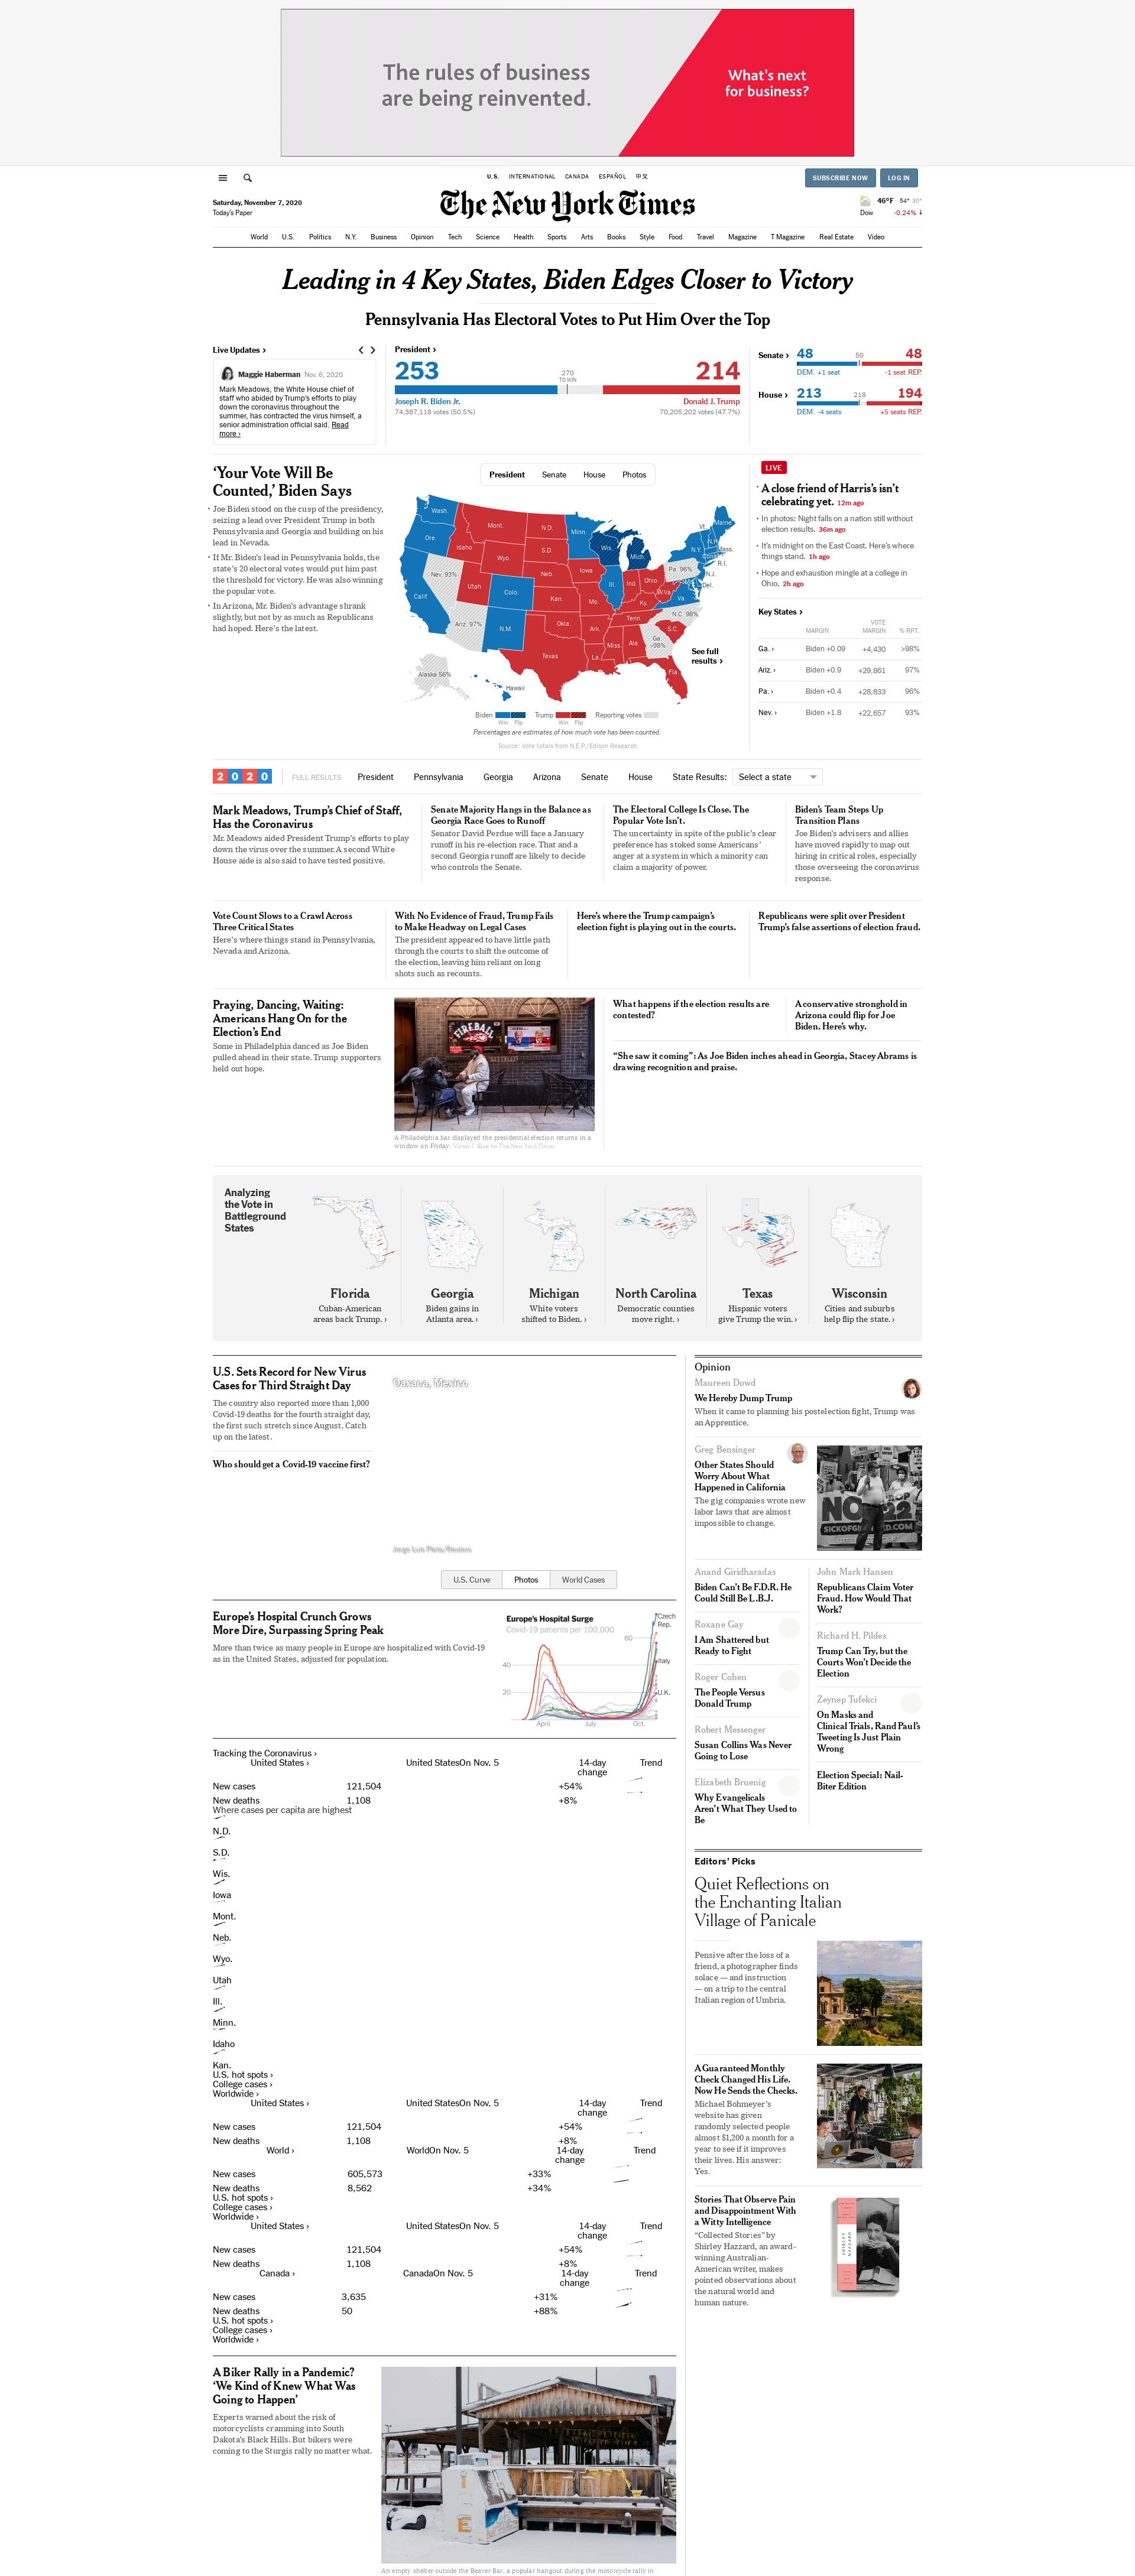 The rules of business
are being reinvented.
What's next
for business?
U.S. INTERNATIONAL CANADA ESPAÑOL 中文
SUBSCRIBE NOW LOG IN
Saturday, November 7, 2020
Today's Paper
The New York Times
46°F 54° 30°
Dow -0.24%
World U.S. Politics N.Y. Business Opinion Tech Science Health Sports Arts Books Style Food Travel Magazine T Magazine Real Estate Video
Leading in 4 Key States, Biden Edges Closer to Victory
Pennsylvania Has Electoral Votes to Put Him Over the Top
Live Updates ›
Maggie Haberman Nov. 6, 2020
Mark Meadows, the White House chief of
staff who abided by Trump's efforts to play
down the coronavirus throughout the
summer, has contracted the virus himself, a
senior administration official said. Read
more ›
President ›
253
270
TO WIN
214
Joseph R. Biden Jr.
Donald J. Trump
74,387,118 votes (50.5%)
70,205,202 votes (47.7%)
Senate ›
48 50 48
DEM. +1 seat -1 seat REP.
House ›
213 218 194
DEM. -4 seats +5 seats REP.
'Your Vote Will Be
Counted,' Biden Says
Joe Biden stood on the cusp of the presidency,
seizing a lead over President Trump in both
Pennsylvania and Georgia and building on his
lead in Nevada.
If Mr. Biden's lead in Pennsylvania holds, the
state's 20 electoral votes would put him past
the threshold for victory. He was also winning
the popular vote.
In Arizona, Mr. Biden's advantage shrank
slightly, but not by as much as Republicans
had hoped. Here's the latest.
President Senate House Photos
Wash.
Mont.
N.D.
Minn.
Vt.
Maine
Ore.
Idaho
S.D.
Wis.
Mich.
N.Y.
N.H.
Mass.
Wyo.
R.I.
Nev. 93%
Utah
Neb.
Iowa
Pa. 96%
N.J.
Calif.
Colo.
Kan.
Mo.
Ill.
Ind.
Ohio
W.Va.
Va.
Del.
Ky.
Ariz. 97%
N.M.
Okla.
Ark.
Tenn.
N.C. 98%
S.C.
Texas
La.
Miss.
Ala.
Ga.
>98%
Fla.
Alaska 56%
Hawaii
See full
results ›
Biden Trump Reporting votes
Win Flip Win Flip
Percentages are estimates of how much vote has been counted.
Source: Vote totals from N.E.P./Edison Research
LIVE
A close friend of Harris's isn't
celebrating yet. 12m ago
In photos: Night falls on a nation still without
election results. 36m ago
It's midnight on the East Coast. Here's where
things stand. 1h ago
Hope and exhaustion mingle at a college in
Ohio. 2h ago
Key States ›
MARGIN VOTE MARGIN % RPT.
Ga. › Biden +0.09 +4,430 >98%
Ariz. › Biden +0.9 +29,861 97%
Pa. › Biden +0.4 +28,833 96%
Nev. › Biden +1.8 +22,657 93%
2020 FULL RESULTS President Pennsylvania Georgia Arizona Senate House State Results: Select a state
Mark Meadows, Trump's Chief of Staff,
Has the Coronavirus
Mr. Meadows aided President Trump's efforts to play
down the virus over the summer. A second White
House aide is also said to have tested positive.
Senate Majority Hangs in the Balance as
Georgia Race Goes to Runoff
Senator David Perdue will face a January
runoff in his re-election race. That and a
second Georgia runoff are likely to decide
who controls the Senate.
The Electoral College Is Close. The
Popular Vote Isn't.
The uncertainty in spite of the public's clear
preference has stoked some Americans'
anger at a system in which a minority can
claim a majority of power.
Biden's Team Steps Up
Transition Plans
Joe Biden's advisers and allies
have moved rapidly to map out
hiring in critical roles, especially
those overseeing the coronavirus
response.
Vote Count Slows to a Crawl Across
Three Critical States
Here's where things stand in Pennsylvania,
Nevada and Arizona.
With No Evidence of Fraud, Trump Fails
to Make Headway on Legal Cases
The president appeared to have little path
through the courts to shift the outcome of
the election, leaving him reliant on long
shots such as recounts.
Here's where the Trump campaign's
election fight is playing out in the courts.
Republicans were split over President
Trump's false assertions of election fraud.
Praying, Dancing, Waiting:
Americans Hang On for the
Election's End
Some in Philadelphia danced as Joe Biden
pulled ahead in their state. Trump supporters
held out hope.
FIREBALL
A Philadelphia bar displayed the presidential election returns in a
window on Friday. Victor J. Blue for The New York Times
What happens if the election results are
contested?
A conservative stronghold in
Arizona could flip for Joe
Biden. Here's why.
"She saw it coming": As Joe Biden inches ahead in Georgia, Stacey Abrams is
drawing recognition and praise.
Analyzing
the Vote in
Battleground
States
Florida
Cuban-American
areas back Trump. ›
Georgia
Biden gains in
Atlanta area. ›
Michigan
White voters
shifted to Biden. ›
North Carolina
Democratic counties
move right. ›
Texas
Hispanic voters
give Trump the win. ›
Wisconsin
Cities and suburbs
help flip the state. ›
U.S. Sets Record for New Virus
Cases for Third Straight Day
The country also reported more than 1,000
Covid-19 deaths for the fourth straight day,
the first such stretch since August. Catch
up on the latest.
Who should get a Covid-19 vaccine first?
Oaxaca, Mexico
Jorge Luis Plata/Reuters
U.S. Curve Photos World Cases
Europe's Hospital Crunch Grows
More Dire, Surpassing Spring Peak
More than twice as many people in Europe are hospitalized with Covid-19
as in the United States, adjusted for population.
Europe's Hospital Surge
Covid-19 patients per 100,000
Czech
Rep.
60
40
20
Italy
U.K.
April July Oct.
Tracking the Coronavirus ›
United States › United StatesOn Nov. 5 14-day change Trend
New cases 121,504 +54%
New deaths 1,108 +8%
Where cases per capita are highest
N.D.
S.D.
Wis.
Iowa
Mont.
Neb.
Wyo.
Utah
Ill.
Minn.
Idaho
Kan.
U.S. hot spots ›
College cases ›
Worldwide ›
United States › United StatesOn Nov. 5 14-day change Trend
New cases 121,504 +54%
New deaths 1,108 +8%
World › WorldOn Nov. 5 14-day change Trend
New cases 605,573 +33%
New deaths 8,562 +34%
U.S. hot spots ›
College cases ›
Worldwide ›
United States › United StatesOn Nov. 5 14-day change Trend
New cases 121,504 +54%
New deaths 1,108 +8%
Canada › CanadaOn Nov. 5 14-day change Trend
New cases 3,635 +31%
New deaths 50 +88%
U.S. hot spots ›
College cases ›
Worldwide ›
A Biker Rally in a Pandemic?
'We Kind of Knew What Was
Going to Happen'
Experts warned about the risk of
motorcyclists cramming into South
Dakota's Black Hills. But bikers were
coming to the Sturgis rally no matter what.
An empty shelter outside the Beaver Bar, a popular hangout during the motorcycle rally in
Opinion
Maureen Dowd
We Hereby Dump Trump
When it came to planning his postelection fight, Trump was
an Apprentice.
Greg Bensinger
Other States Should
Worry About What
Happened in California
The gig companies wrote new
labor laws that are almost
impossible to change.
NO 22
Anand Giridharadas
Biden Can't Be F.D.R. He
Could Still Be L.B.J.
Roxane Gay
I Am Shattered but
Ready to Fight
Roger Cohen
The People Versus
Donald Trump
Robert Messenger
Susan Collins Was Never
Going to Lose
Elizabeth Bruenig
Why Evangelicals
Aren't What They Used to
Be
John Mark Hansen
Republicans Claim Voter
Fraud. How Would That
Work?
Richard H. Pildes
Trump Can Try, but the
Courts Won't Decide the
Election
Zeynep Tufekci
On Masks and
Clinical Trials, Rand Paul's
Tweeting Is Just Plain
Wrong
Election Special: Nail-
Biter Edition
Editors' Picks
Quiet Reflections on
the Enchanting Italian
Village of Panicale
Pensive after the loss of a
friend, a photographer finds
solace — and instruction
— on a trip to the central
Italian region of Umbria.
A Guaranteed Monthly
Check Changed His Life.
Now He Sends the Checks.
Michael Bohmeyer's
website has given
randomly selected people
almost $1,200 a month for a
year to see if it improves
their lives. His answer:
Yes.
Stories That Observe Pain
and Disappointment With
a Witty Intelligence
"Collected Stories" by
Shirley Hazzard, an award-
winning Australian-
American writer, makes
pointed observations about
the natural world and
human nature.